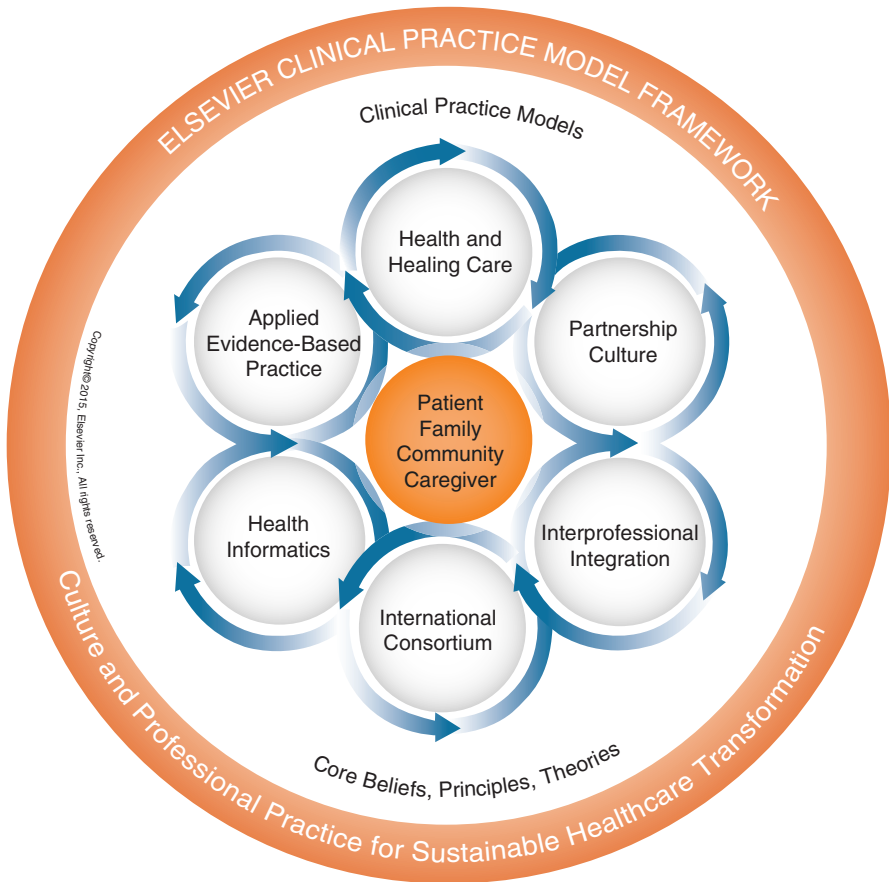 ELSEVIER CLINICAL PRACTICE MODEL FRAMEWORK
Clinical Practice Models
Health and
Healing Care
Applied
Evidence-Based
Practice
Partnership
Culture
Patient
Family
Community
Caregiver
Health
Informatics
Interprofessional
Integration
International
Consortium
Core Beliefs, Principles, Theories
Culture and Professional Practice for Sustainable Healthcare Transformation
Copyright© 2015, Elsevier Inc., All rights reserved.